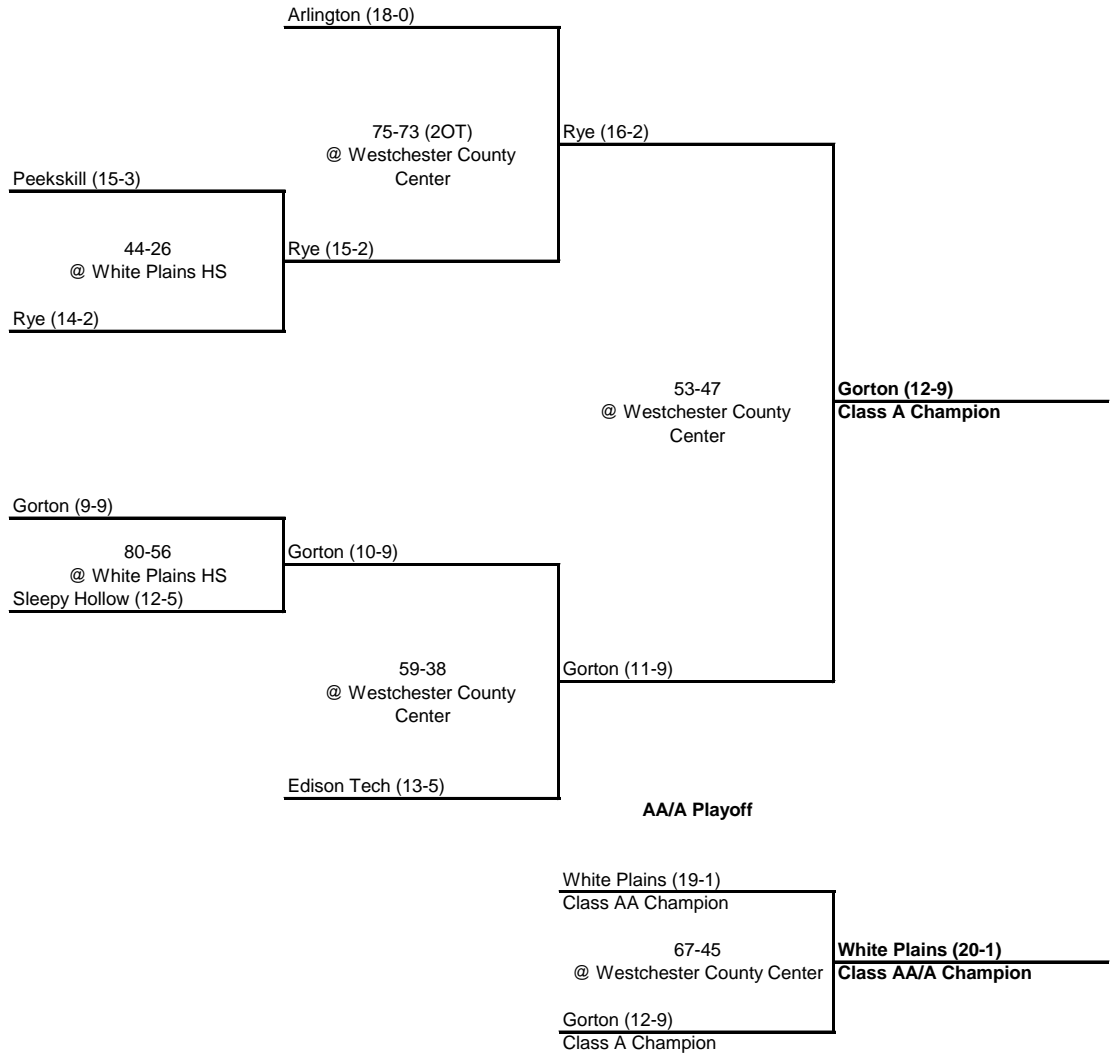 Arlington (18-0)
75-73 (2OT)
@ Westchester County
Center
Rye (16-2)
Peekskill (15-3)
44-26
@ White Plains HS
Rye (15-2)
Rye (14-2)
53-47
@ Westchester County
Center
Gorton (12-9)
Class A Champion
Gorton (9-9)
80-56
@ White Plains HS
Gorton (10-9)
Sleepy Hollow (12-5)
59-38
@ Westchester County
Center
Gorton (11-9)
Edison Tech (13-5)
AA/A Playoff
White Plains (19-1)
Class AA Champion
67-45
@ Westchester County Center
White Plains (20-1)
Class AA/A Champion
Gorton (12-9)
Class A Champion